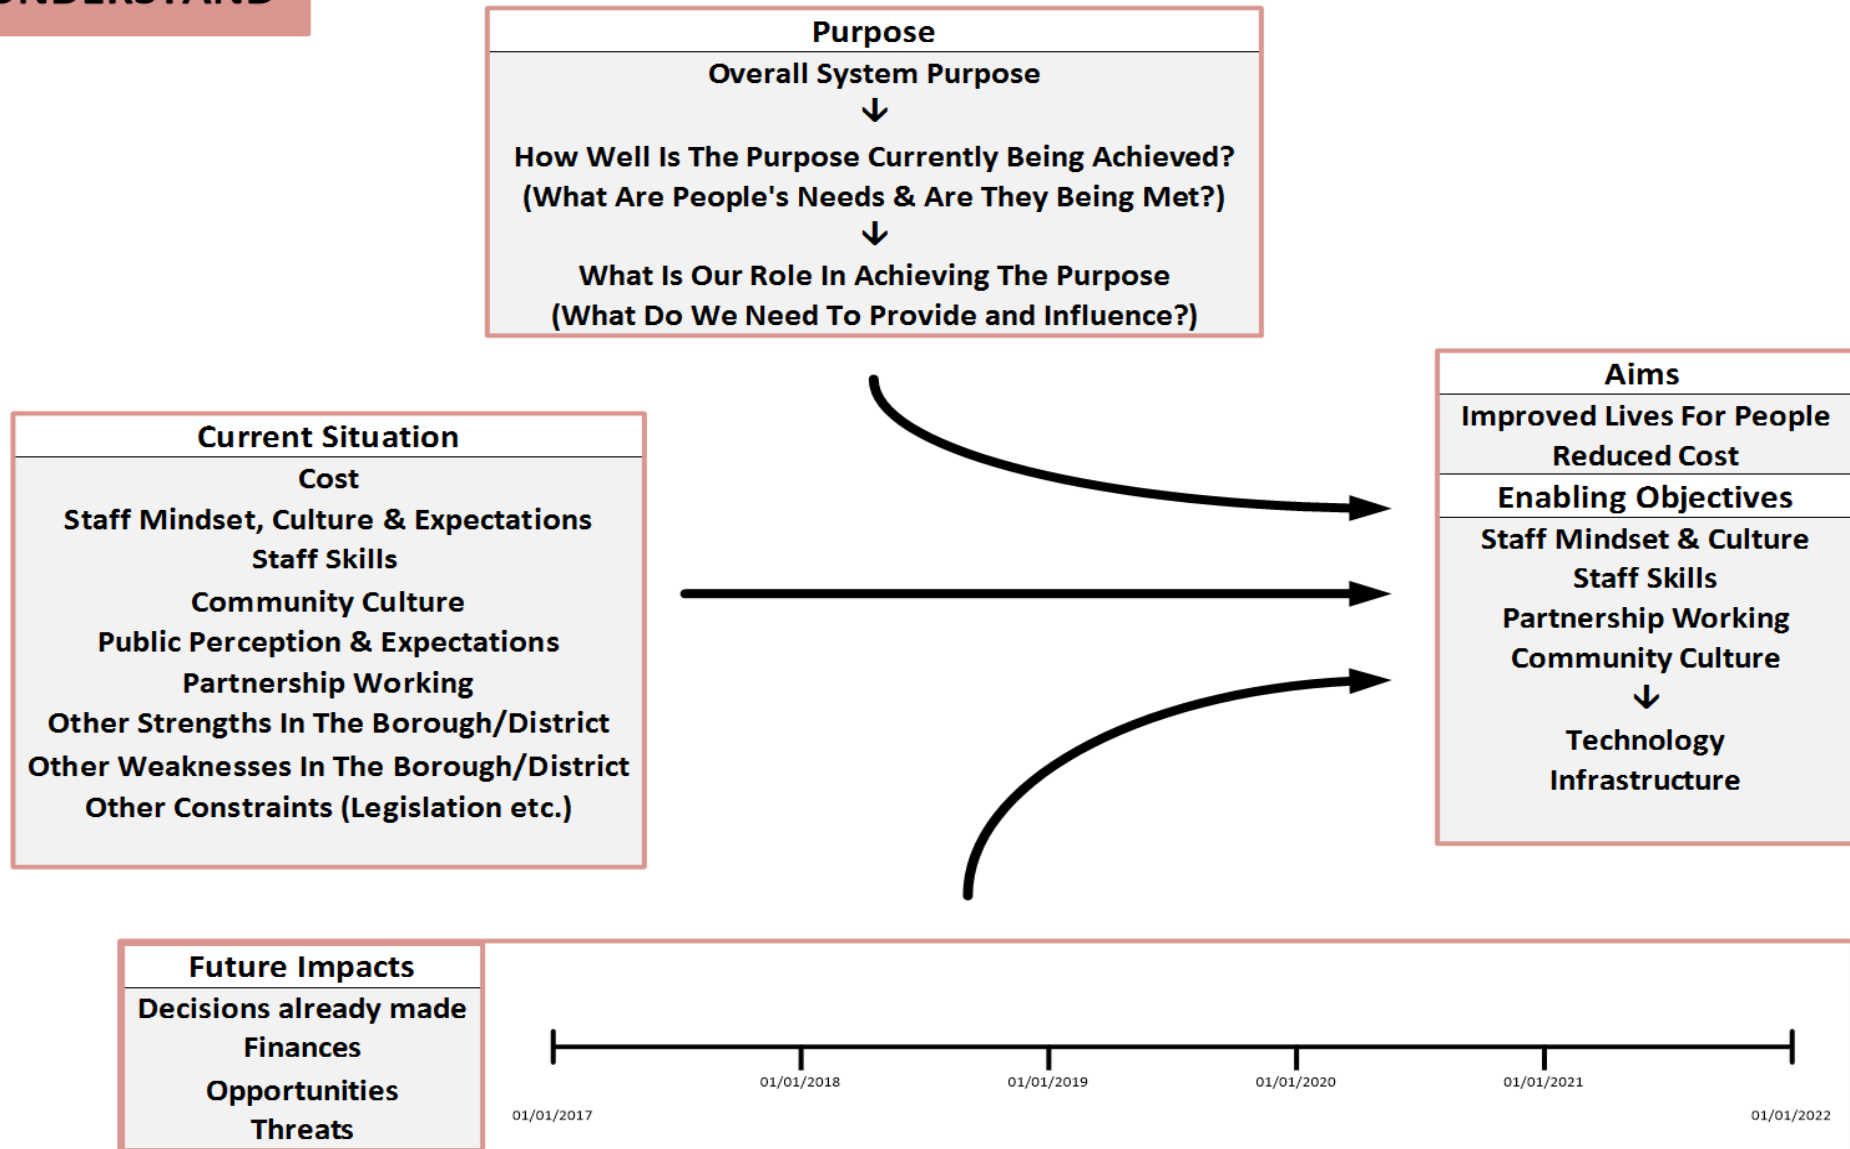 UNDERSTAND
Purpose
Overall System Purpose
↓
How Well Is The Purpose Currently Being Achieved?
(What Are People's Needs & Are They Being Met?)
↓
What Is Our Role In Achieving The Purpose
(What Do We Need To Provide and Influence?)
Current Situation
Cost
Staff Mindset, Culture & Expectations
Staff Skills
Community Culture
Public Perception & Expectations
Partnership Working
Other Strengths In The Borough/District
Other Weaknesses In The Borough/District
Other Constraints (Legislation etc.)
Aims
Improved Lives For People
Reduced Cost
Enabling Objectives
Staff Mindset & Culture
Staff Skills
Partnership Working
Community Culture
↓
Technology
Infrastructure
Future Impacts
Decisions already made
Finances
Opportunities
Threats
01/01/2017
01/01/2018
01/01/2019
01/01/2020
01/01/2021
01/01/2022